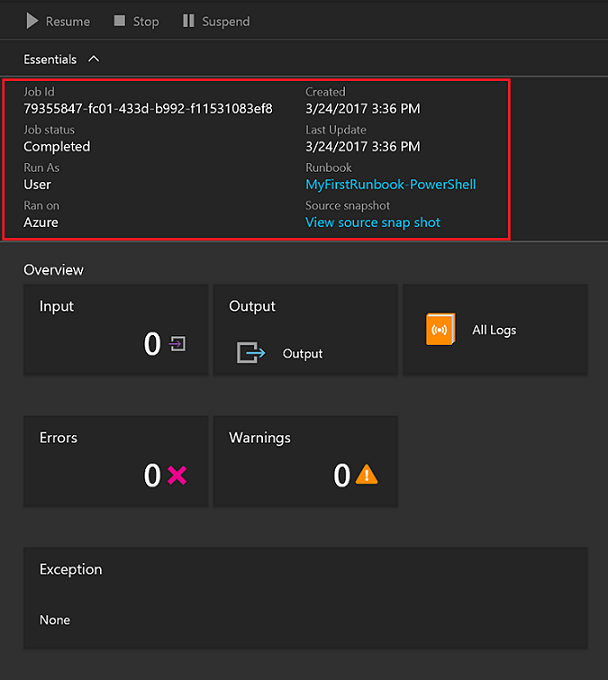 Resume Stop Suspend
Essentials
Job Id Created
79355847-fc01-433d-b992-f11531083ef8 3/24/2017 3:36 PM
Job status Last Update
Completed 3/24/2017 3:36 PM
Run As Runbook
User MyFirstRunbook-PowerShell
Ran on Source snapshot
Azure View source snap shot
Overview
Input Output
0 Output All Logs
Errors Warnings
0 0
Exception
None